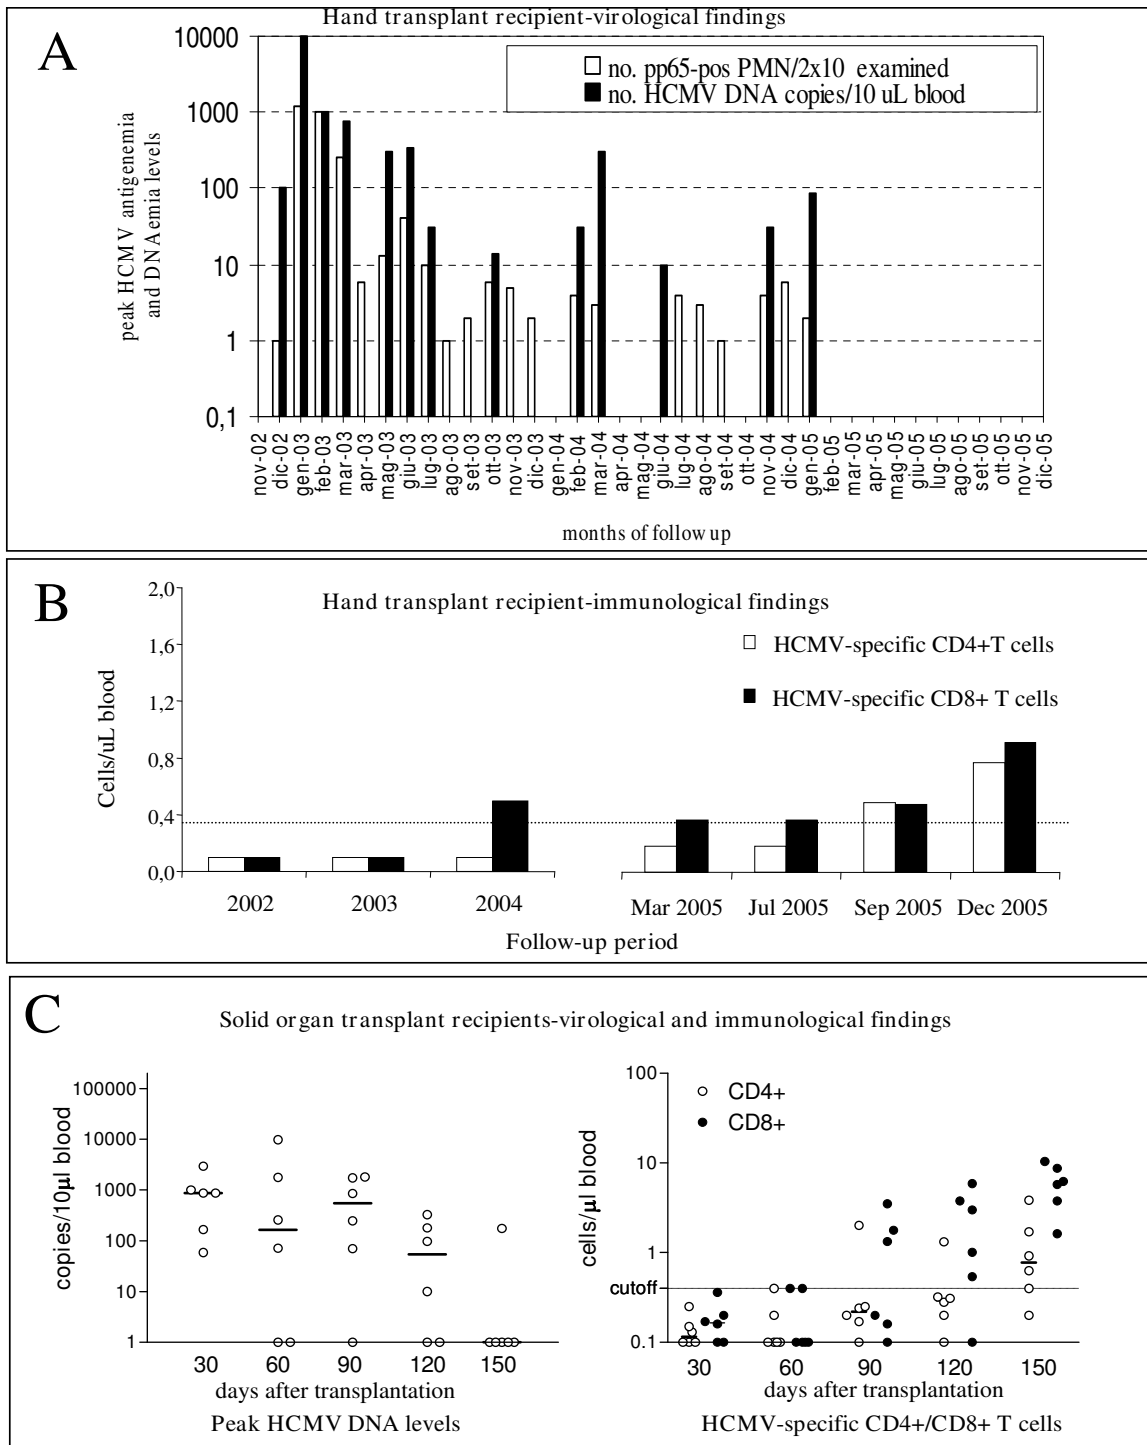 Hand transplant recipient-virological findings
A
10000
1000
100
10
1
0,1
peak HCMV antigenemia
and DNAemia levels
no. pp65-pos PMN/2x10 examined
no. HCMV DNA copies/10 uL blood
nov-02
dic-02
gen-03
feb-03
mar-03
apr-03
mag-03
giu-03
lug-03
ago-03
set-03
ott-03
nov-03
dic-03
gen-04
feb-04
mar-04
apr-04
mag-04
giu-04
lug-04
ago-04
set-04
ott-04
nov-04
dic-04
gen-05
feb-05
mar-05
apr-05
mag-05
giu-05
lug-05
ago-05
set-05
ott-05
nov-05
dic-05
months of follow up
B
Hand transplant recipient-immunological findings
2,0
1,6
1,2
0,8
0,4
0,0
Cells/uL blood
HCMV-specific CD4+T cells
HCMV-specific CD8+ T cells
2002 2003 2004 Mar 2005 Jul 2005 Sep 2005 Dec 2005
Follow-up period
C
Solid organ transplant recipients-virological and immunological findings
100000
10000
1000
100
10
1
copies/10μl blood
30 60 90 120 150
days after transplantation
Peak HCMV DNA levels
100
10
1
cutoff
0.1
cells/μl blood
CD4+
CD8+
30 60 90 120 150
days after transplantation
HCMV-specific CD4+/CD8+ T cells